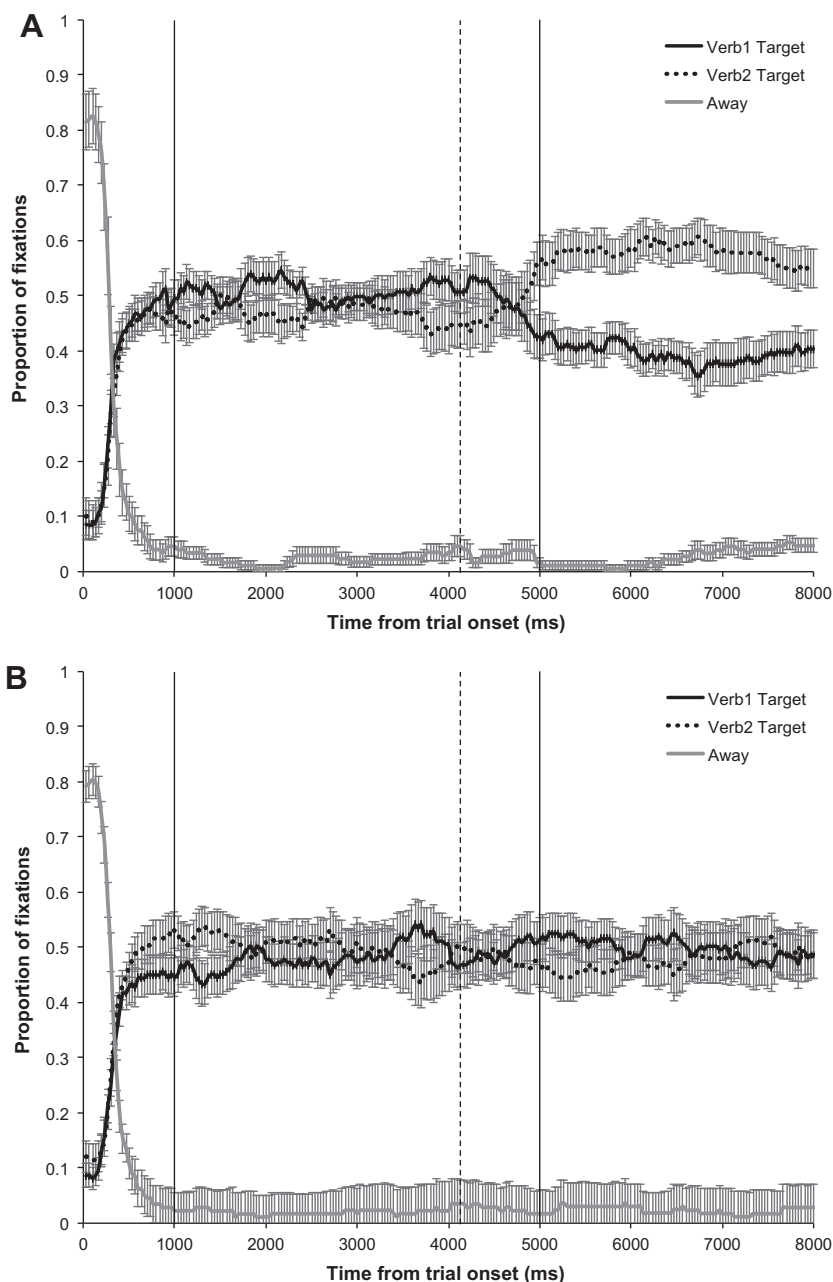 A
Proportion of fixations
1
0.9
0.8
0.7
0.6
0.5
0.4
0.3
0.2
0.1
0
Verb1 Target
Verb2 Target
Away
0 1000 2000 3000 4000 5000 6000 7000 8000
Time from trial onset (ms)
B
Proportion of fixations
1
0.9
0.8
0.7
0.6
0.5
0.4
0.3
0.2
0.1
0
Verb1 Target
Verb2 Target
Away
0 1000 2000 3000 4000 5000 6000 7000 8000
Time from trial onset (ms)